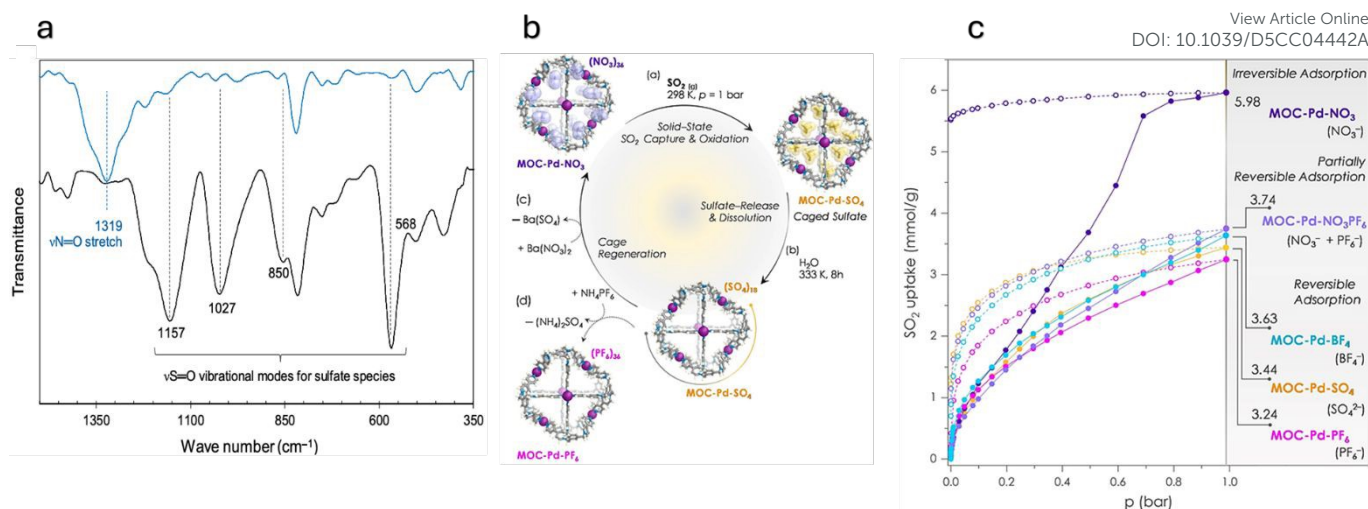 View Article Online
DOI: 10.1039/D5CC04442A
a
Transmittance
1319
νN═O stretch
1157
1027
850
568
νS═O vibrational modes for sulfate species
1350
1100
850
600
350
Wave number (cm⁻¹)
b
(NO₃)₃₆
MOC-Pd-NO₃
(a)
SO₂ (g)
298 K, p = 1 bar
Solid–State
SO₂ Capture & Oxidation
MOC-Pd-SO₄
Caged Sulfate
Sulfate–Release
& Dissolution
(b)
H₂O
333 K, 8h
(SO₄)₁₈
MOC-Pd-SO₄
(c)
– Ba(SO₄)
+ Ba(NO₃)₂
Cage
Regeneration
(d)
+ NH₄PF₆
– (NH₄)₂SO₄
(PF₆)₃₆
MOC-Pd-PF₆
c
SO₂ uptake (mmol/g)
6
5
4
3
2
1
0
0.0
0.2
0.4
0.6
0.8
1.0
p (bar)
Irreversible Adsorption
5.98
MOC-Pd-NO₃
(NO₃⁻)
Partially
Reversible Adsorption
3.74
MOC-Pd-NO₃PF₆
(NO₃⁻ + PF₆⁻)
Reversible
Adsorption
3.63
MOC-Pd-BF₄
(BF₄⁻)
3.44
MOC-Pd-SO₄
(SO₄²⁻)
3.24
MOC-Pd-PF₆
(PF₆⁻)